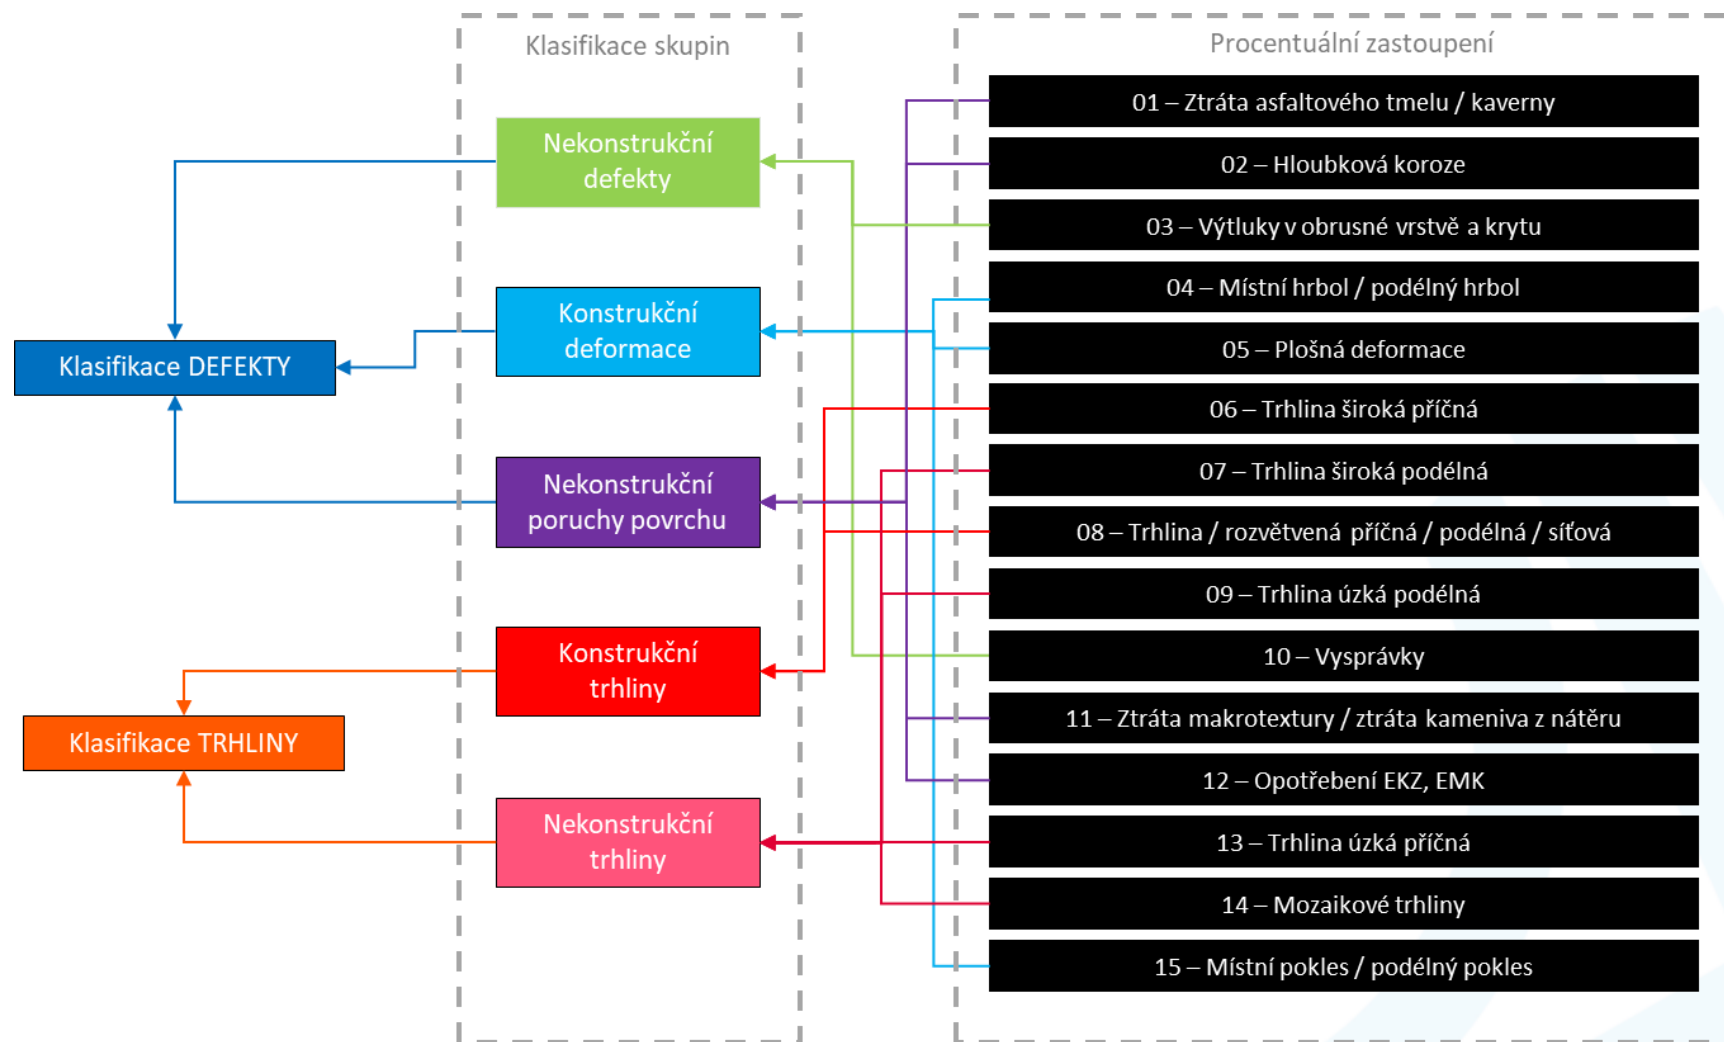 Klasifikace skupin
Procentuální zastoupení
Nekonstrukční
defekty
Konstrukční
deformace
Klasifikace DEFEKTY
Nekonstrukční
poruchy povrchu
Konstrukční
trhliny
Klasifikace TRHLINY
Nekonstrukční
trhliny
01 – Ztráta asfaltového tmelu / kaverny
02 – Hloubková koroze
03 – Výtluky v obrusné vrstvě a krytu
04 – Místní hrbol / podélný hrbol
05 – Plošná deformace
06 – Trhlina široká příčná
07 – Trhlina široká podélná
08 – Trhlina / rozvětvená příčná / podélná / síťová
09 – Trhlina úzká podélná
10 – Vysprávky
11 – Ztráta makrotextury / ztráta kameniva z nátěru
12 – Opotřebení EKZ, EMK
13 – Trhlina úzká příčná
14 – Mozaikové trhliny
15 – Místní pokles / podélný pokles